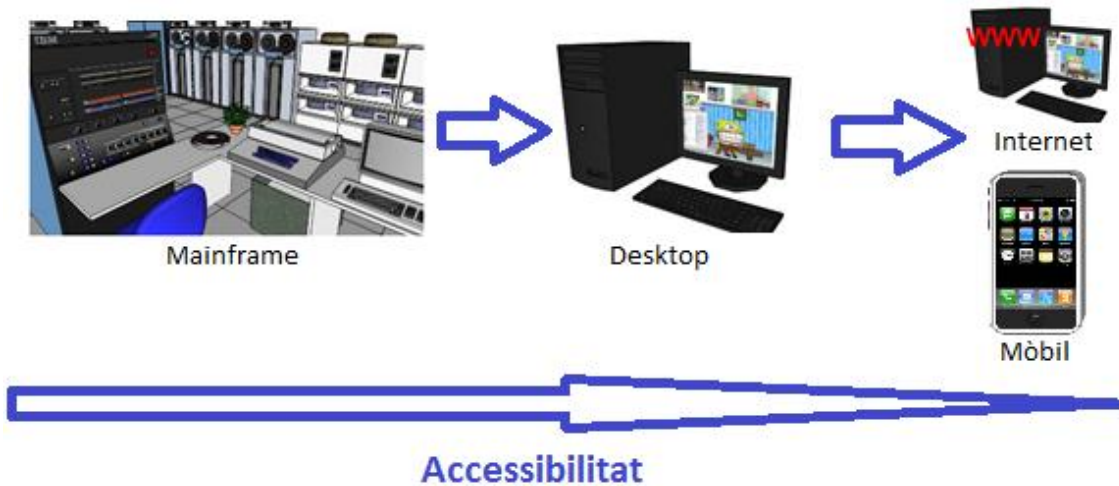 www
Mainframe
Desktop
Internet
Mòbil
Accessibilitat